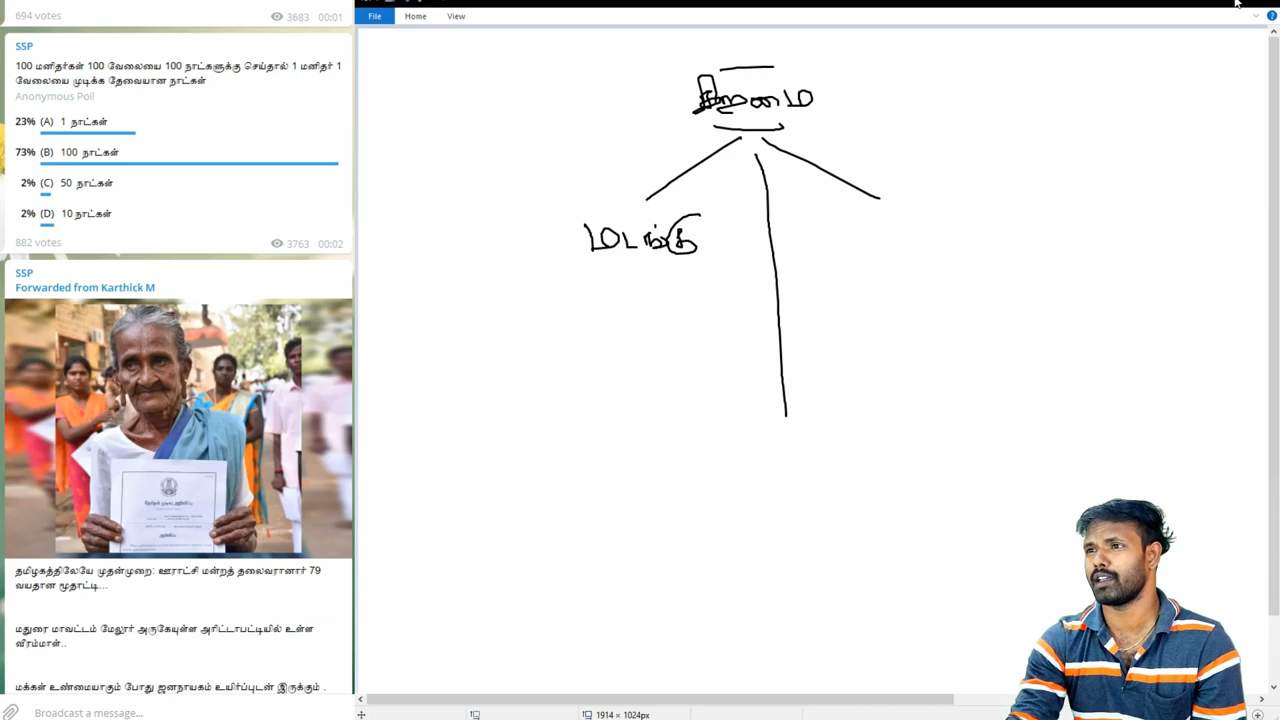 694 votes
3683 00:01
SSP
100 மனிதர்கள் 100 வேலையை 100 நாட்களுக்கு செய்தால் 1 மனிதர் 1
வேலையை முடிக்க தேவையான நாட்கள்
Anonymous Poll
23% (A) 1 நாட்கள்
73% (B) 100 நாட்கள்
2% (C) 50 நாட்கள்
2% (D) 10 நாட்கள்
882 votes
3763 00:02
SSP
Forwarded from Karthick M
தமிழகத்திலேயே முதன்முறை: ஊராட்சி மன்றத் தலைவரானார் 79
வயதான மூதாட்டி...
மதுரை மாவட்டம் மேலூர் அருகேயுள்ள அரிட்டாபட்டியில் உள்ள
வீரம்மாள்..
மக்கள் உண்மையாகும் போது ஜனநாயகம் உயிர்ப்புடன் இருக்கும் .
Broadcast a message...
File Home View
மடங்கு
1914 × 1024px